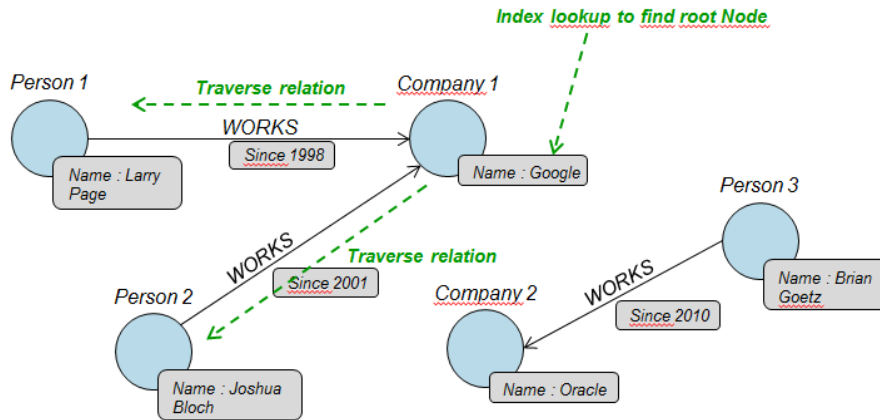 Index lookup to find root Node
Person 1
Traverse relation
Company 1
WORKS
Since 1998
Name : Larry
Page
Name : Google
Person 3
WORKS
Traverse relation
Since 2001
Person 2
Company 2
WORKS
Name : Brian
Goetz
Since 2010
Name : Joshua
Bloch
Name : Oracle